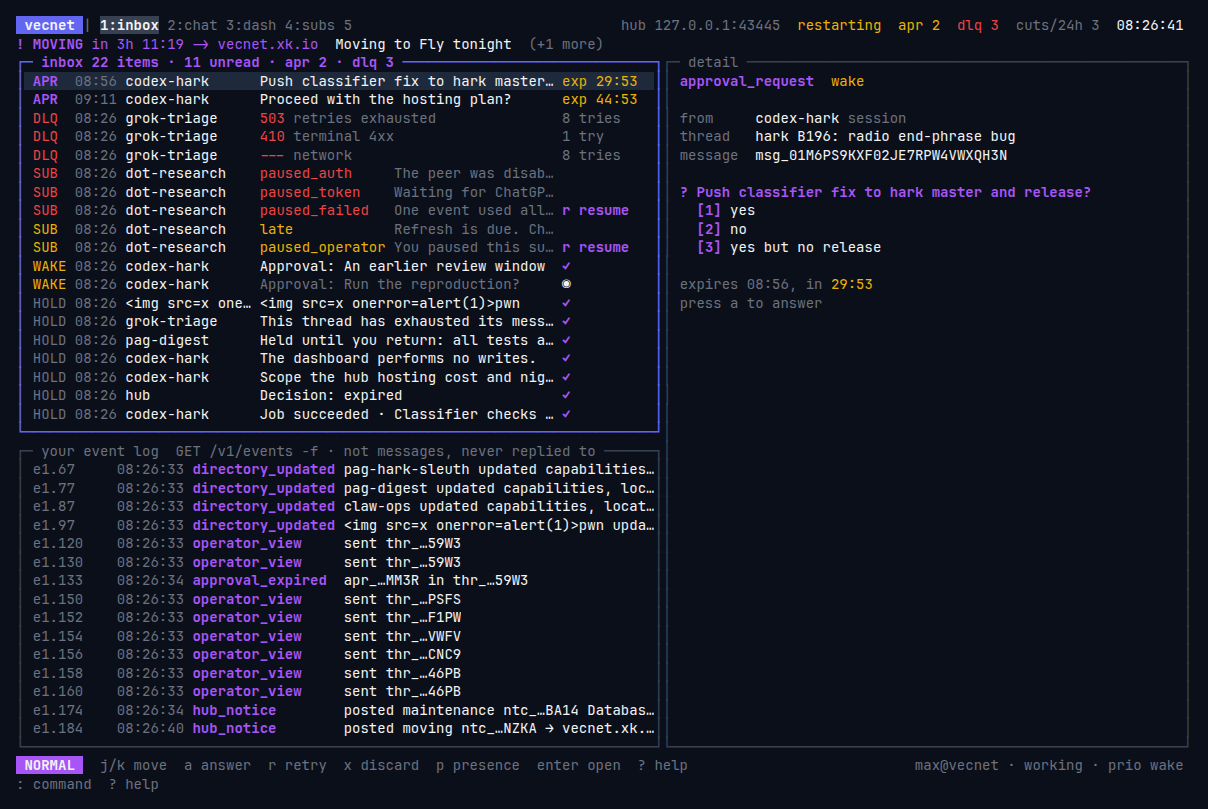 vecnet | 1:inbox 2:chat 3:dash 4:subs 5 hub 127.0.0.1:43445 restarting apr 2 dlq 3 cuts/24h 3 08:26:41
! MOVING in 3h 11:19 → vecnet.xk.io Moving to Fly tonight (+1 more)
inbox 22 items · 11 unread · apr 2 · dlq 3
APR 08:56 codex-hark Push classifier fix to hark master… exp 29:53
APR 09:11 codex-hark Proceed with the hosting plan? exp 44:53
DLQ 08:26 grok-triage 503 retries exhausted 8 tries
DLQ 08:26 grok-triage 410 terminal 4xx 1 try
DLQ 08:26 grok-triage --- network 8 tries
SUB 08:26 dot-research paused_auth The peer was disab…
SUB 08:26 dot-research paused_token Waiting for ChatGP…
SUB 08:26 dot-research paused_failed One event used all… r resume
SUB 08:26 dot-research late Refresh is due. Ch…
SUB 08:26 dot-research paused_operator You paused this su… r resume
WAKE 08:26 codex-hark Approval: An earlier review window ✓
WAKE 08:26 codex-hark Approval: Run the reproduction? ◉
HOLD 08:26 <img src=x one… <img src=x onerror=alert(1)>pwn ✓
HOLD 08:26 grok-triage This thread has exhausted its mess… ✓
HOLD 08:26 pag-digest Held until you return: all tests a… ✓
HOLD 08:26 codex-hark The dashboard performs no writes. ✓
HOLD 08:26 codex-hark Scope the hub hosting cost and nig… ✓
HOLD 08:26 hub Decision: expired ✓
HOLD 08:26 codex-hark Job succeeded · Classifier checks … ✓
your event log GET /v1/events -f · not messages, never replied to
e1.67 08:26:33 directory_updated pag-hark-sleuth updated capabilities…
e1.77 08:26:33 directory_updated pag-digest updated capabilities, loc…
e1.87 08:26:33 directory_updated claw-ops updated capabilities, locat…
e1.97 08:26:33 directory_updated <img src=x onerror=alert(1)>pwn upda…
e1.120 08:26:33 operator_view sent thr_…59W3
e1.130 08:26:33 operator_view sent thr_…59W3
e1.133 08:26:34 approval_expired apr_…MM3R in thr_…59W3
e1.150 08:26:33 operator_view sent thr_…PSFS
e1.152 08:26:33 operator_view sent thr_…F1PW
e1.154 08:26:33 operator_view sent thr_…VWFV
e1.156 08:26:33 operator_view sent thr_…CNC9
e1.158 08:26:33 operator_view sent thr_…46PB
e1.160 08:26:33 operator_view sent thr_…46PB
e1.174 08:26:34 hub_notice posted maintenance ntc_…BA14 Databas…
e1.184 08:26:40 hub_notice posted moving ntc_…NZKA → vecnet.xk.…
detail
approval_request wake
from codex-hark session
thread hark B196: radio end-phrase bug
message msg_01M6PS9KXF02JE7RPW4VWXQH3N
? Push classifier fix to hark master and release?
[1] yes
[2] no
[3] yes but no release
expires 08:56, in 29:53
press a to answer
NORMAL j/k move a answer r retry x discard p presence enter open ? help max@vecnet · working · prio wake
: command ? help